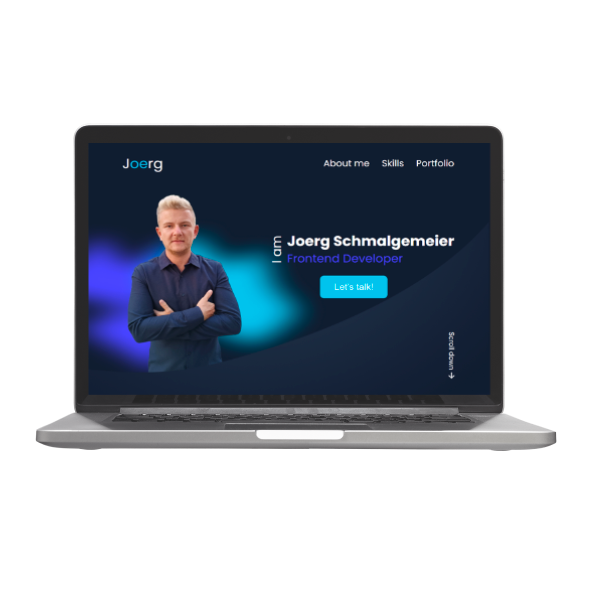 Joerg
About me Skills Portfolio
I am
Joerg Schmalgemeier
Frontend Developer
Let's talk!
Scroll down →